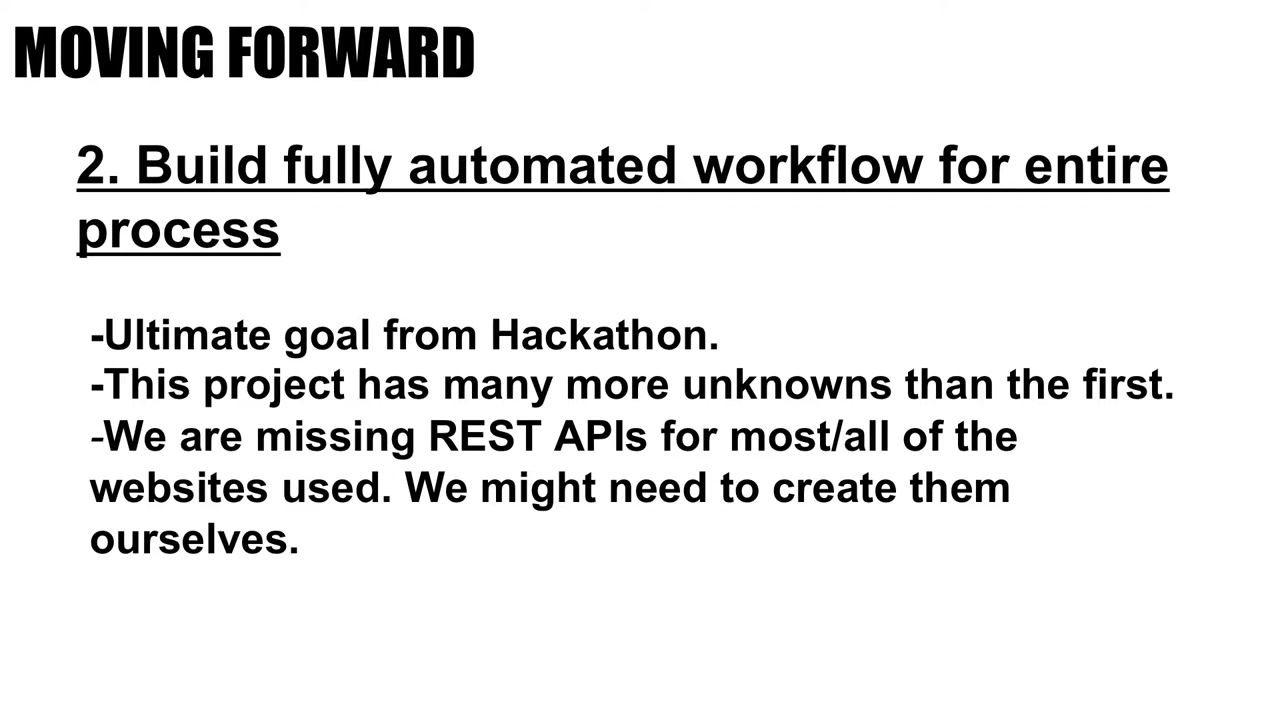 MOVING FORWARD
2. Build fully automated workflow for entire
process
-Ultimate goal from Hackathon.
-This project has many more unknowns than the first.
-We are missing REST APIs for most/all of the
websites used. We might need to create them
ourselves.